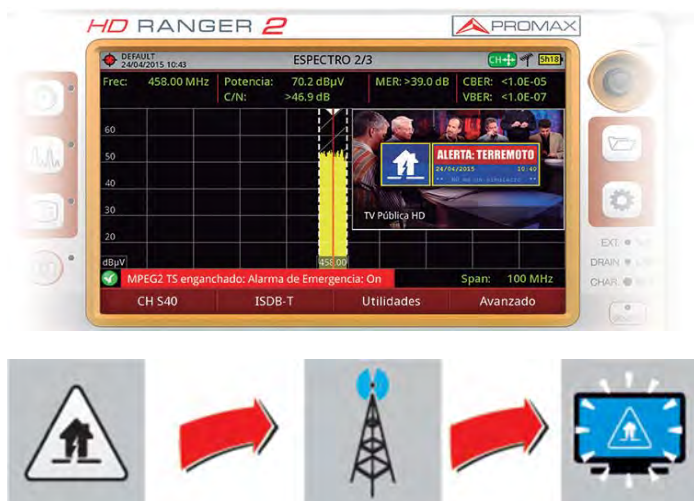 HD RANGER 2
PROMAX
DEFAULT
24/04/2015 10:43
ESPECTRO 2/3
CH
5h18
Frec: 458.00 MHz
Potencia: 70.2 dBµV
MER: >39.0 dB
CBER: <1.0E-05
C/N: >46.9 dB
VBER: <1.0E-07
60
50
40
30
20
dBµV
458.00
ALERTA: TERREMOTO
24/04/2015 10:40
TV Pública HD
MPEG2 TS enganchado: Alarma de Emergencia: On
Span: 100 MHz
CH S40
ISDB-T
Utilidades
Avanzado
EXT.
DRAIN
CHAR.